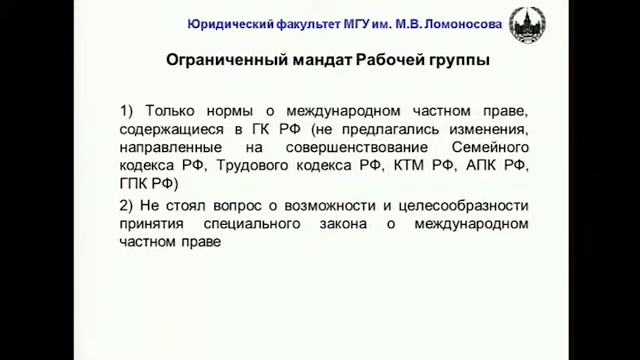 Юридический факультет МГУ им. М.В. Ломоносова
Ограниченный мандат Рабочей группы
1) Только нормы о международном частном праве,
содержащиеся в ГК РФ (не предлагались изменения,
направленные на совершенствование Семейного
кодекса РФ, Трудового кодекса РФ, КТМ РФ, АПК РФ,
ГПК РФ)
2) Не стоял вопрос о возможности и целесообразности
принятия специального закона о международном
частном праве